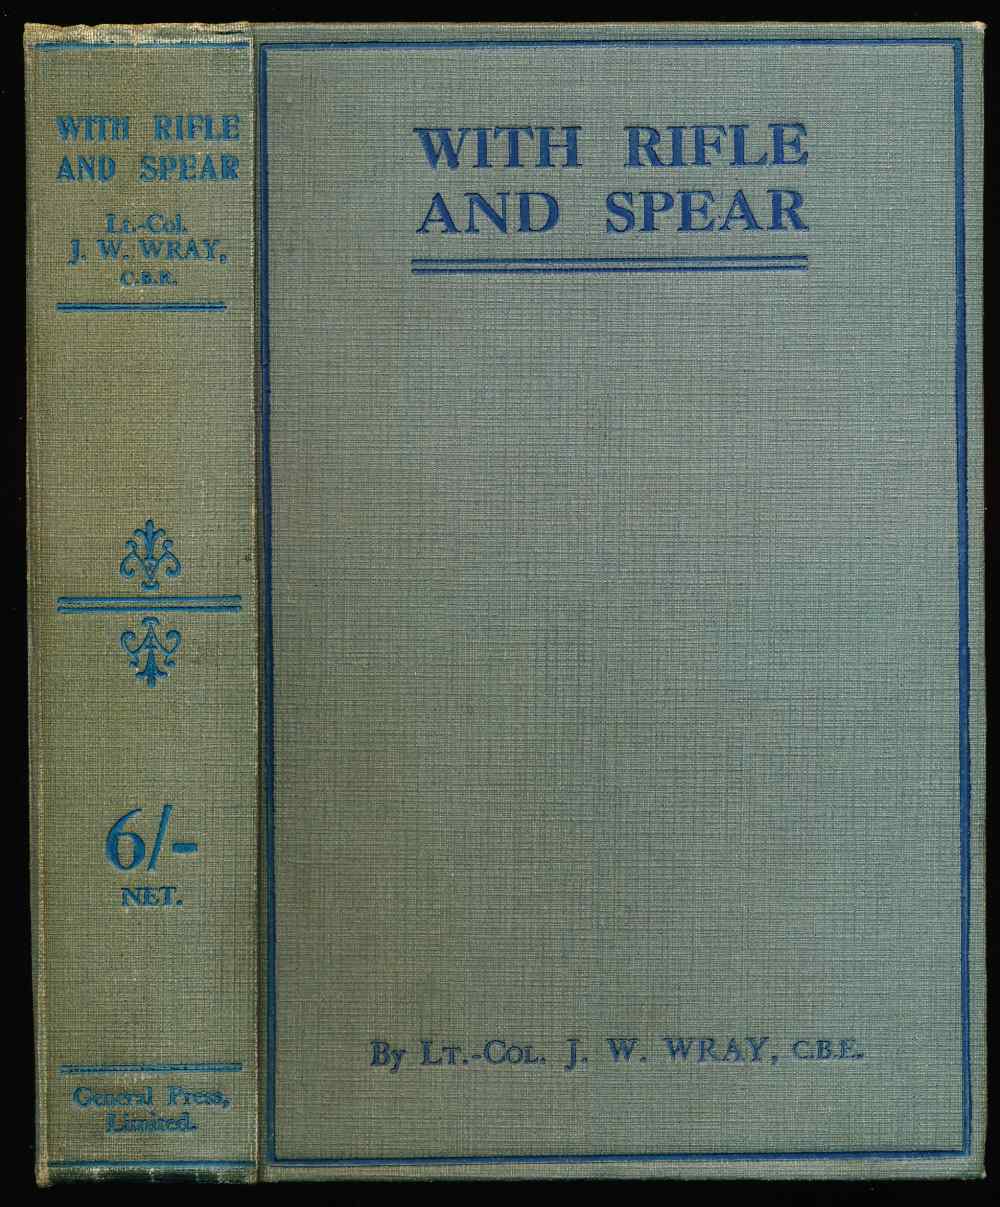 WITH RIFLE
AND SPEAR
Lt.-Col.
J. W. WRAY,
C.B.E.
6/-
NET.
General Press,
Limited.
WITH RIFLE
AND SPEAR
By Lt.-Col. J. W. WRAY, C.B.E.